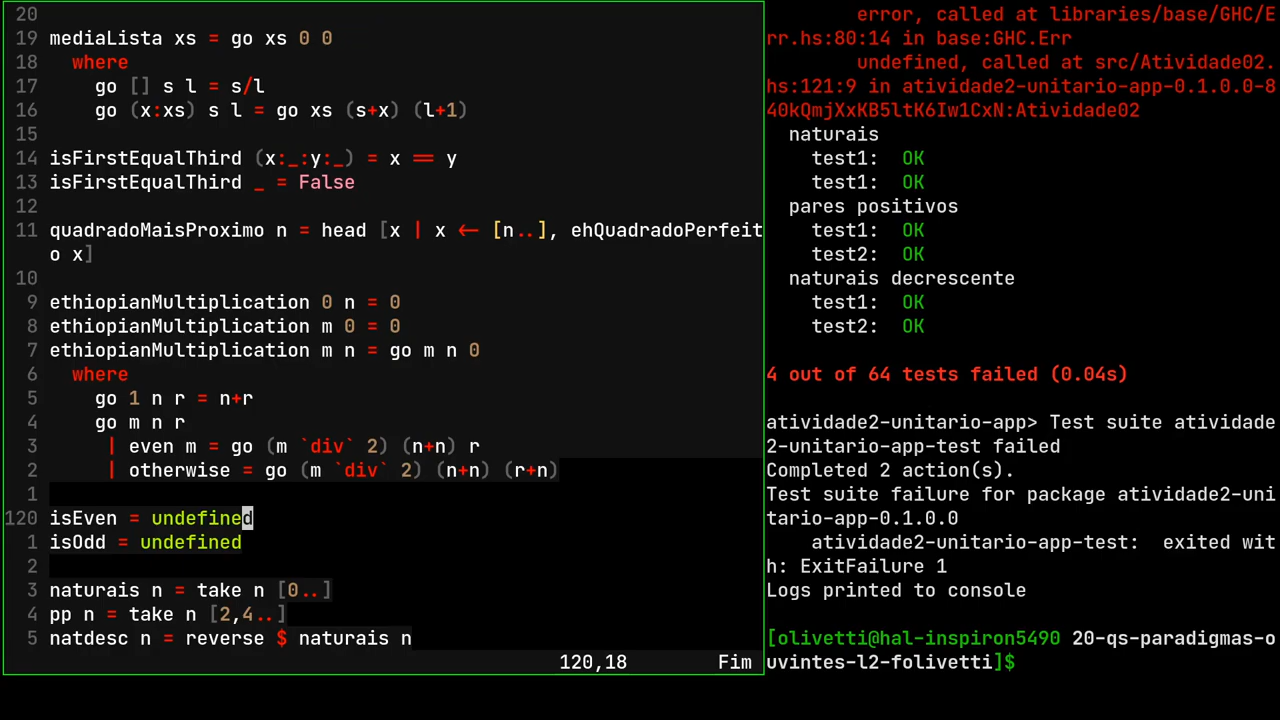 20
19 mediaLista xs = go xs 0 0
18   where
17     go [] s l = s/l
16     go (x:xs) s l = go xs (s+x) (l+1)
15
14 isFirstEqualThird (x:_:y:_) = x == y
13 isFirstEqualThird _ = False
12
11 quadradoMaisProximo n = head [x | x <- [n..], ehQuadradoPerfeit
o x]
10
9 ethiopianMultiplication 0 n = 0
8 ethiopianMultiplication m 0 = 0
7 ethiopianMultiplication m n = go m n 0
6   where
5     go 1 n r = n+r
4     go m n r
3       | even m = go (m `div` 2) (n+n) r
2       | otherwise = go (m `div` 2) (n+n) (r+n)
1
120 isEven = undefined
1 isOdd = undefined
2
3 naturais n = take n [0..]
4 pp n = take n [2,4..]
5 natdesc n = reverse $ naturais n
120,18 Fim
error, called at libraries/base/GHC/E
rr.hs:80:14 in base:GHC.Err
undefined, called at src/Atividade02.
hs:121:9 in atividade2-unitario-app-0.1.0.0-8
40kQmjXxKB5ltK6Iw1CxN:Atividade02
naturais
test1: OK
test1: OK
pares positivos
test1: OK
test2: OK
naturais decrescente
test1: OK
test2: OK
4 out of 64 tests failed (0.04s)
atividade2-unitario-app> Test suite atividade
2-unitario-app-test failed
Completed 2 action(s).
Test suite failure for package atividade2-uni
tario-app-0.1.0.0
atividade2-unitario-app-test: exited wit
h: ExitFailure 1
Logs printed to console
[olivetti@hal-inspiron5490 20-qs-paradigmas-o
uvintes-l2-folivetti]$